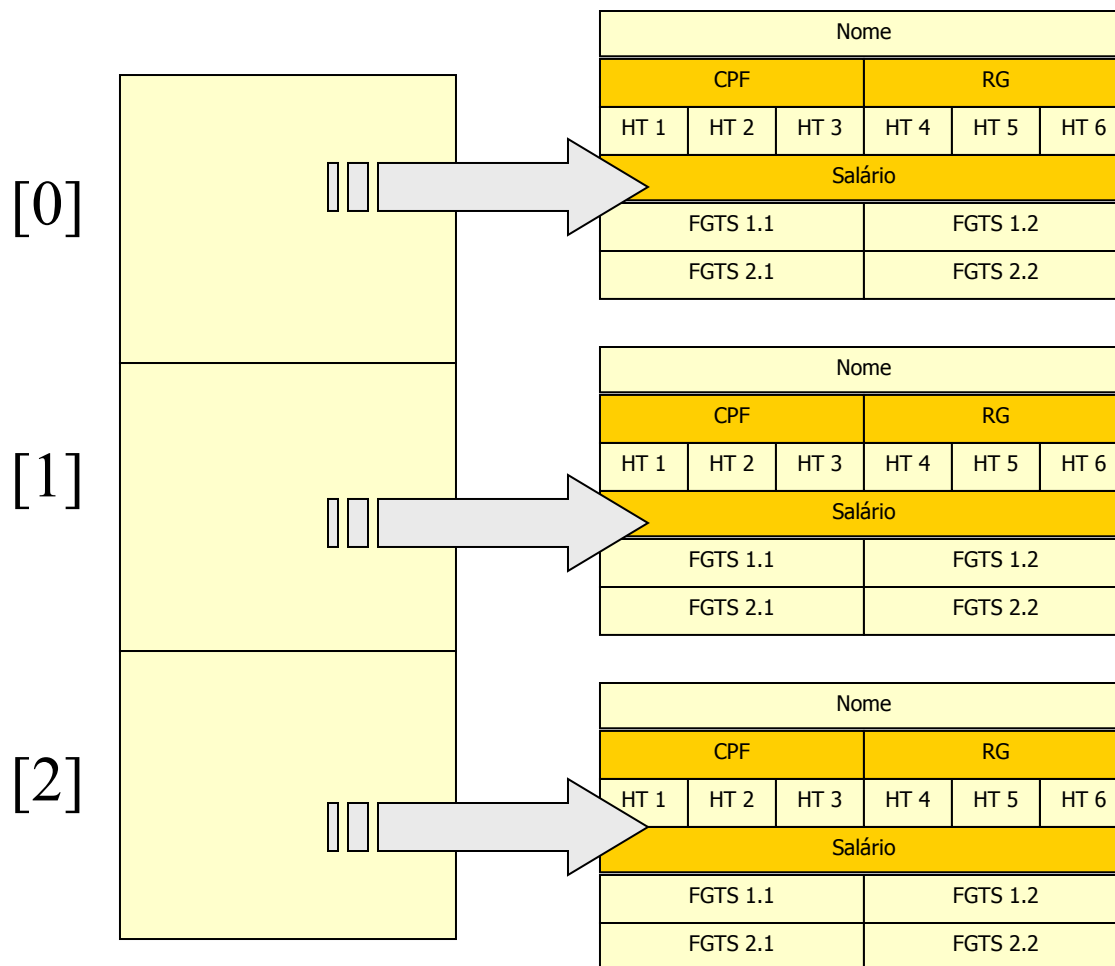 Nome
CPF RG
HT 1 HT 2 HT 3 HT 4 HT 5 HT 6
[0] Salário
FGTS 1.1 FGTS 1.2
FGTS 2.1 FGTS 2.2
Nome
CPF RG
[1] HT 1 HT 2 HT 3 HT 4 HT 5 HT 6
Salário
FGTS 1.1 FGTS 1.2
FGTS 2.1 FGTS 2.2
Nome
CPF RG
[2] HT 1 HT 2 HT 3 HT 4 HT 5 HT 6
Salário
FGTS 1.1 FGTS 1.2
FGTS 2.1 FGTS 2.2